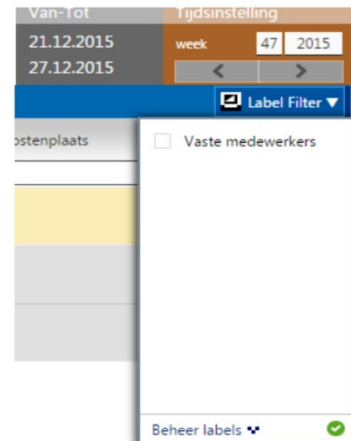 Van-Tot Tijdsinstelling
21.12.2015 week 47 2015
27.12.2015
Label Filter
ostenplaats Vaste medewerkers
Beheer labels